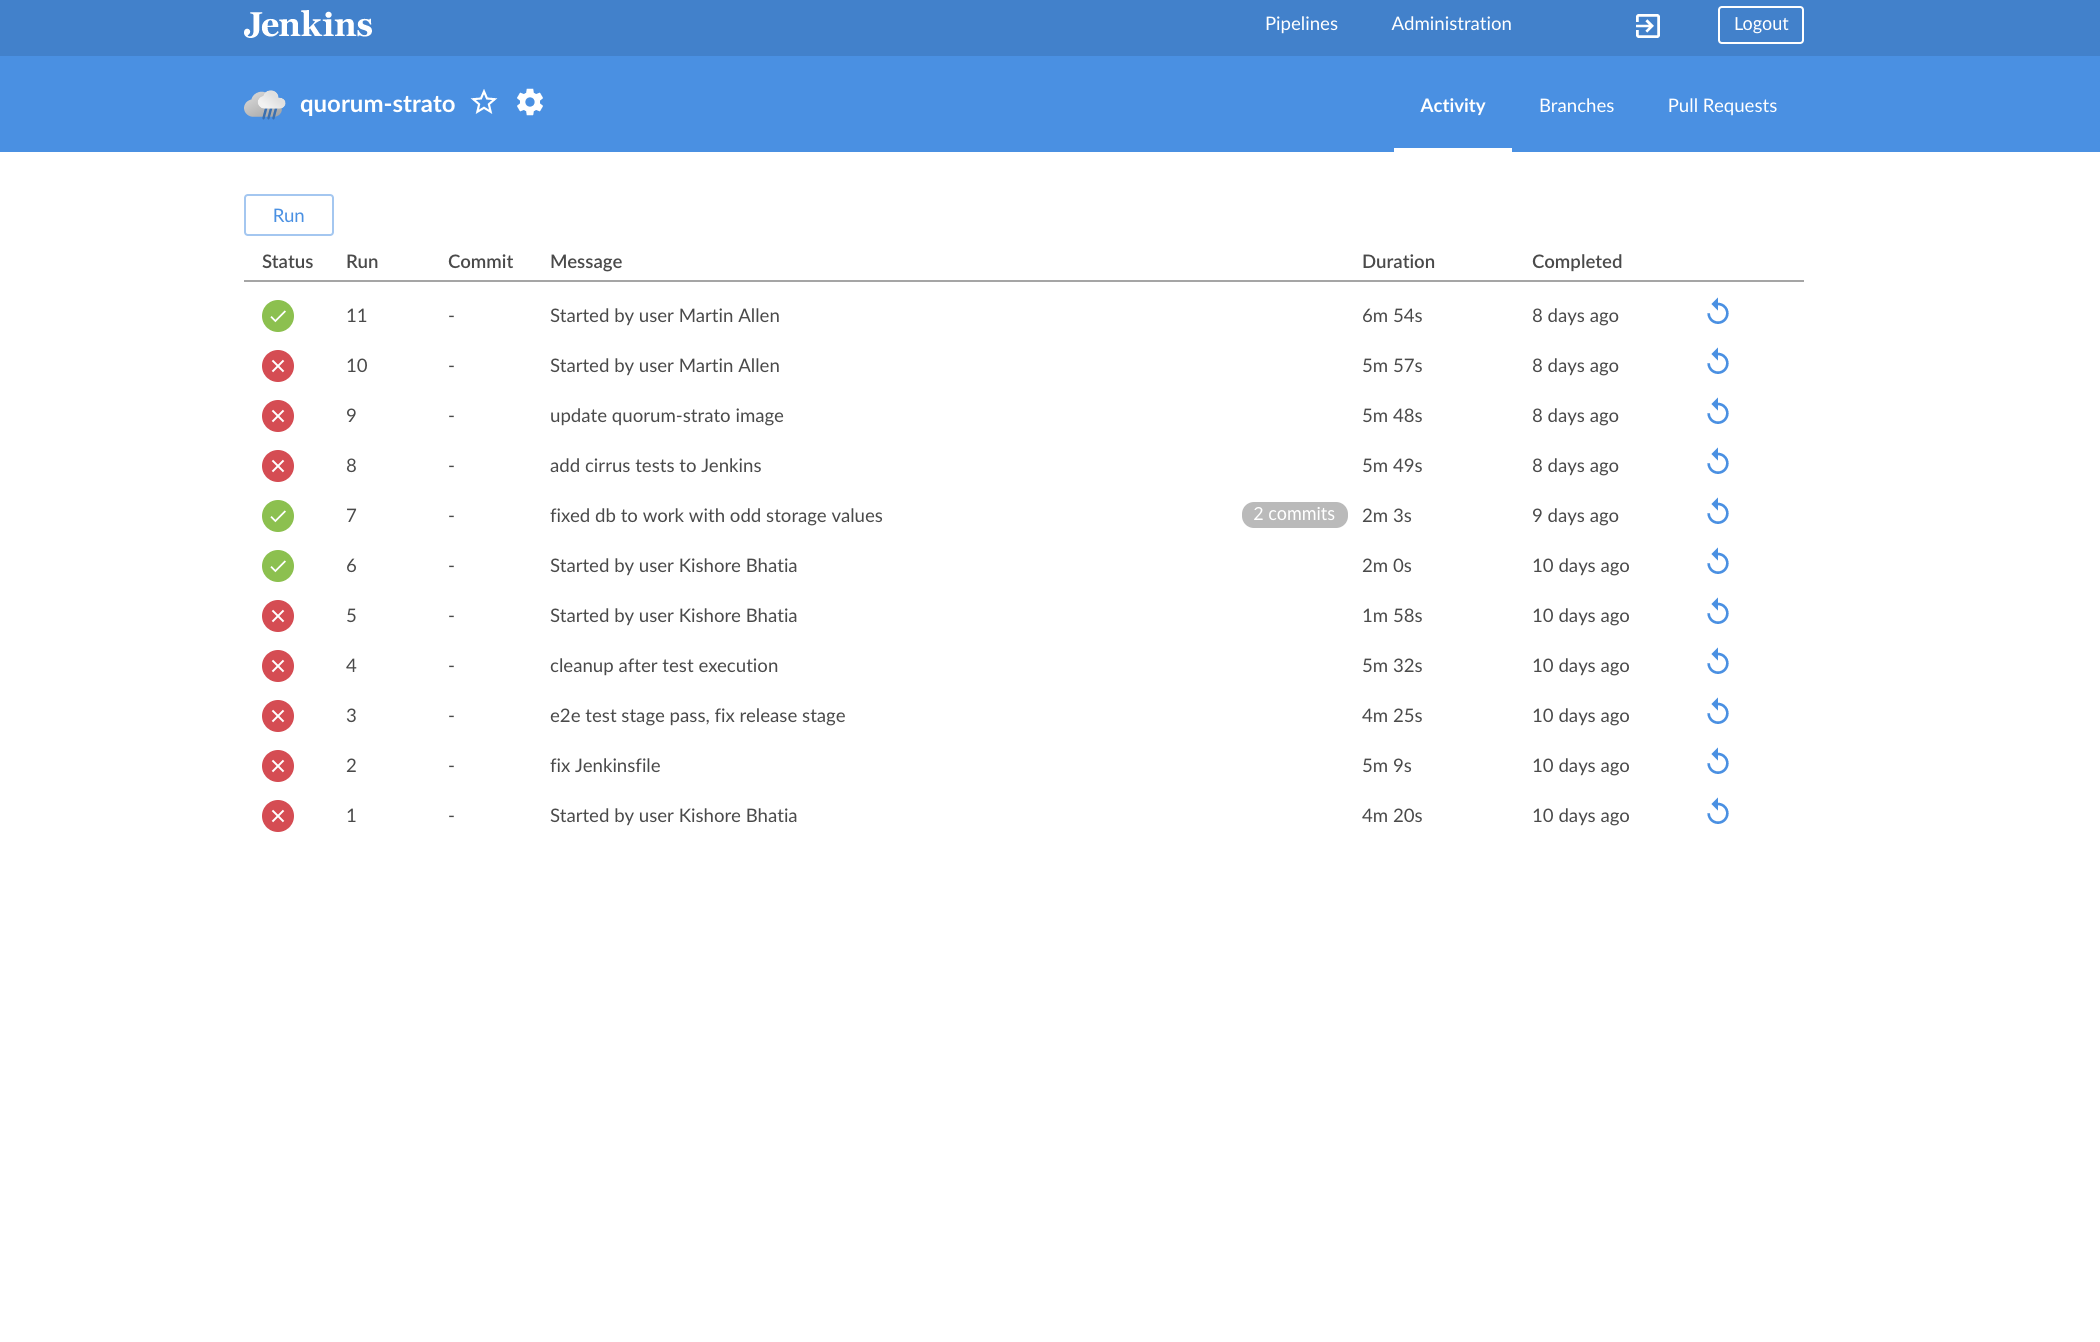 Jenkins Pipelines Administration Logout
quorum-strato Activity Branches Pull Requests
Run
Status Run Commit Message Duration Completed
11 - Started by user Martin Allen 6m 54s 8 days ago
10 - Started by user Martin Allen 5m 57s 8 days ago
9 - update quorum-strato image 5m 48s 8 days ago
8 - add cirrus tests to Jenkins 5m 49s 8 days ago
7 - fixed db to work with odd storage values 2 commits 2m 3s 9 days ago
6 - Started by user Kishore Bhatia 2m 0s 10 days ago
5 - Started by user Kishore Bhatia 1m 58s 10 days ago
4 - cleanup after test execution 5m 32s 10 days ago
3 - e2e test stage pass, fix release stage 4m 25s 10 days ago
2 - fix Jenkinsfile 5m 9s 10 days ago
1 - Started by user Kishore Bhatia 4m 20s 10 days ago